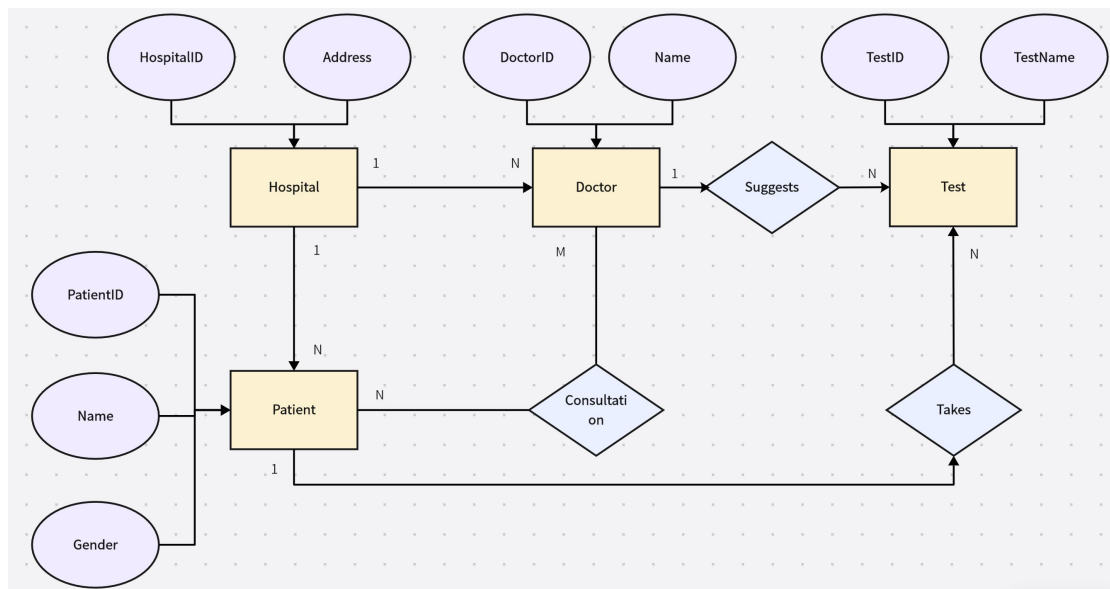 HospitalID
Address
DoctorID
Name
TestID
TestName
1
N
1
N
Hospital
Doctor
Suggests
Test
1
M
N
PatientID
N
N
Patient
Consultati
on
Takes
Name
1
Gender